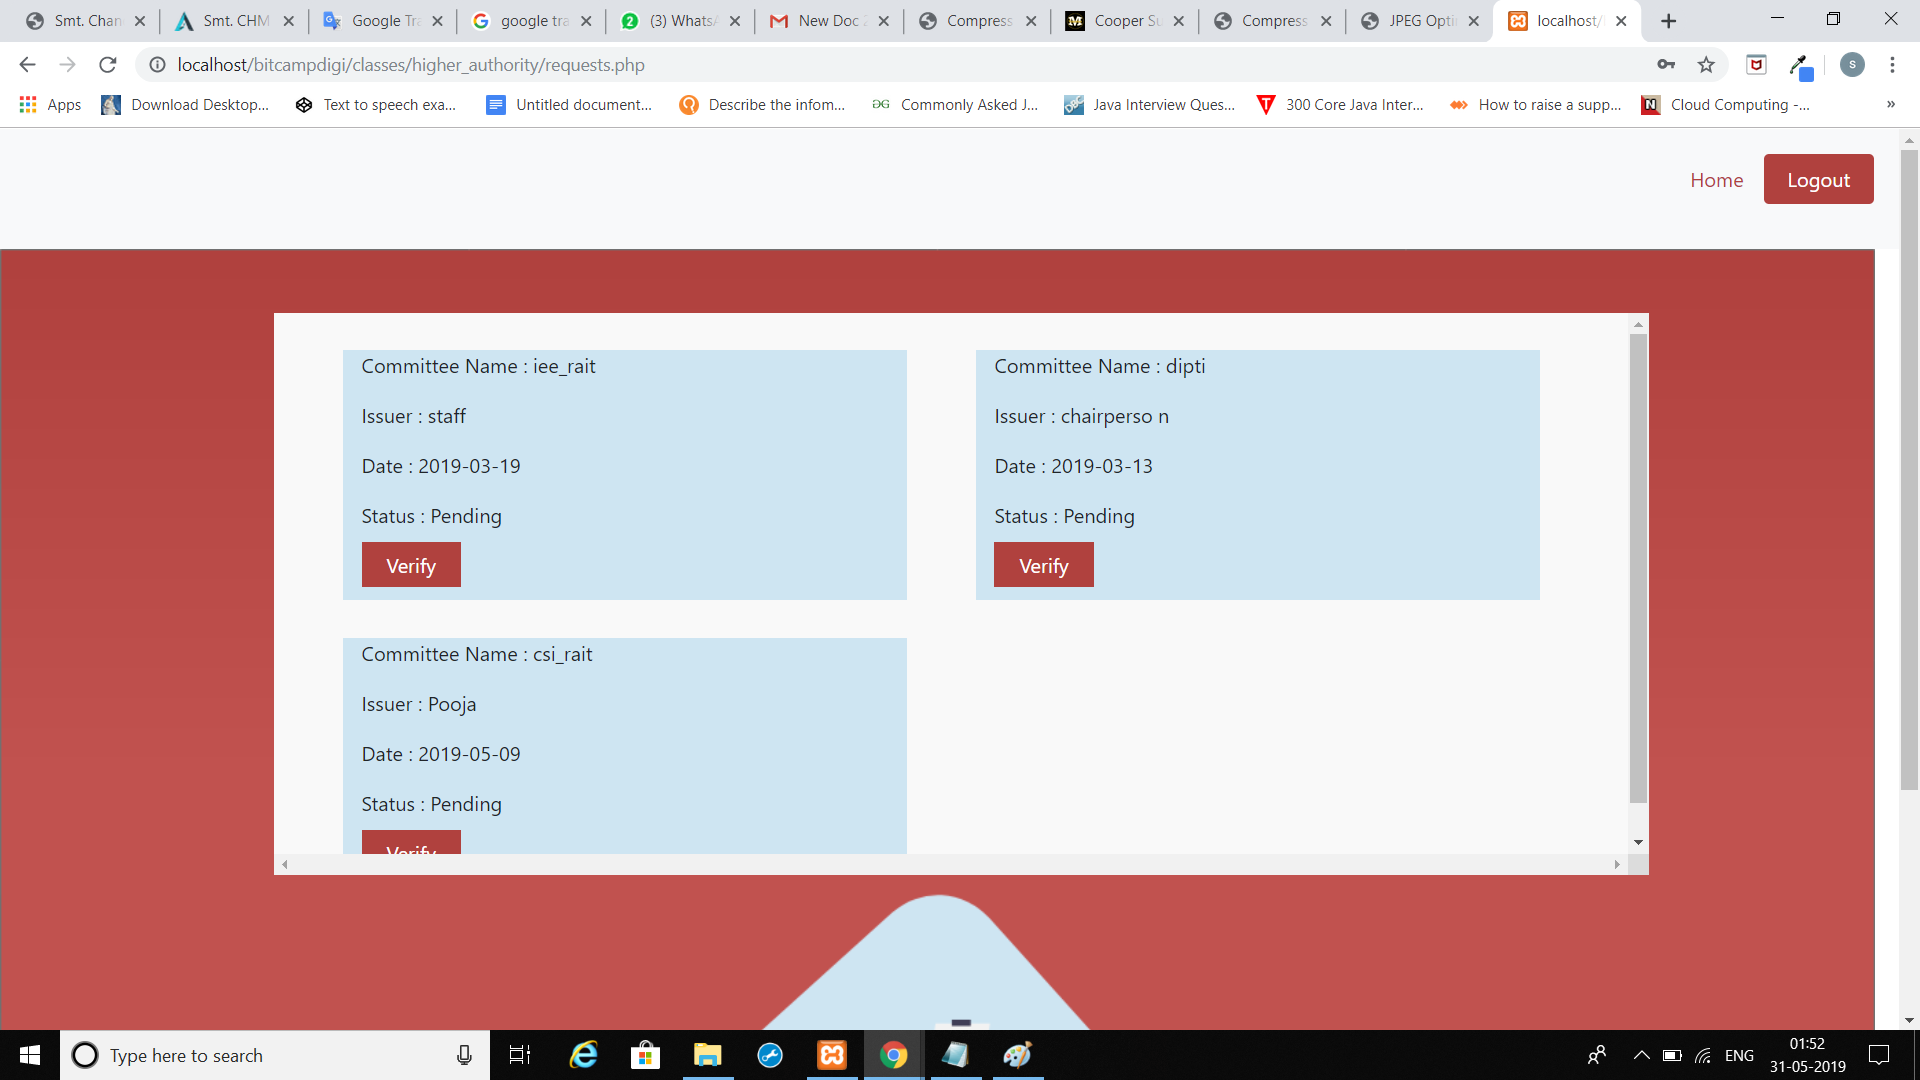 Smt. Chan
Smt. CHM
Google Tra
google tra
(3) WhatsA
New Doc 2
Compress
Cooper Su
Compress
JPEG Opti
localhost/
localhost/bitcampdigi/classes/higher_authority/requests.php
S
Apps
Download Desktop...
Text to speech exa...
Untitled document...
Describe the infom...
Commonly Asked J...
Java Interview Ques...
300 Core Java Inter...
How to raise a supp...
Cloud Computing -...
»
Home
Logout
Committee Name : iee_rait
Issuer : staff
Date : 2019-03-19
Status : Pending
Verify
Committee Name : dipti
Issuer : chairperso n
Date : 2019-03-13
Status : Pending
Verify
Committee Name : csi_rait
Issuer : Pooja
Date : 2019-05-09
Status : Pending
Verify
Type here to search
ENG
01:52
31-05-2019